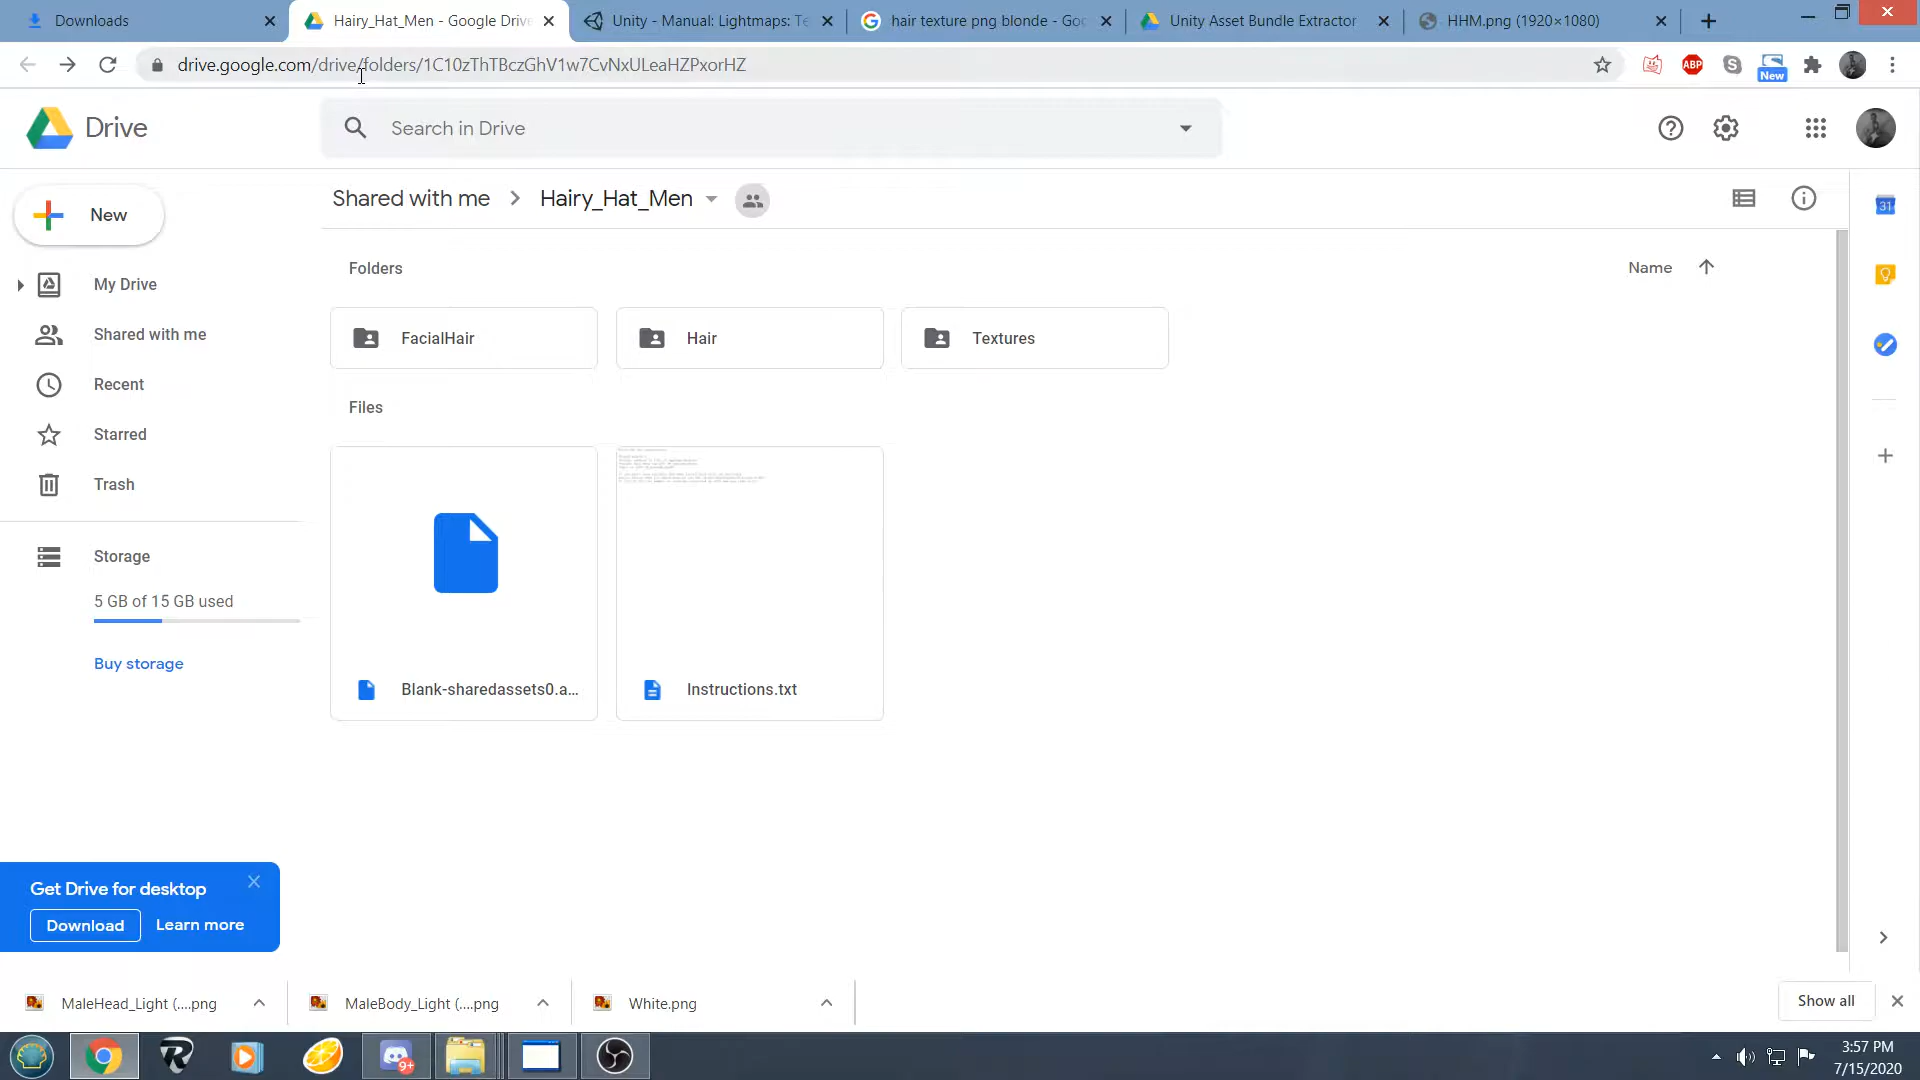 Downloads
Hairy_Hat_Men - Google Drive
Unity - Manual: Lightmaps: Te
hair texture png blonde - Goo
Unity Asset Bundle Extractor
HHM.png (1920×1080)
drive.google.com/drive/folders/1C10zThTBczGhV1w7CvNxULeaHZPxorHZ
ABP
New
Drive
Search in Drive
New
Shared with me
Hairy_Hat_Men
31
My Drive
Shared with me
Recent
Starred
Trash
Storage
5 GB of 15 GB used
Buy storage
Folders
Name
FacialHair
Hair
Textures
Files
Blank-sharedassets0.a...
Instructions.txt
Get Drive for desktop
Download
Learn more
MaleHead_Light (....png
MaleBody_Light (....png
White.png
Show all
9+
3:57 PM
7/15/2020